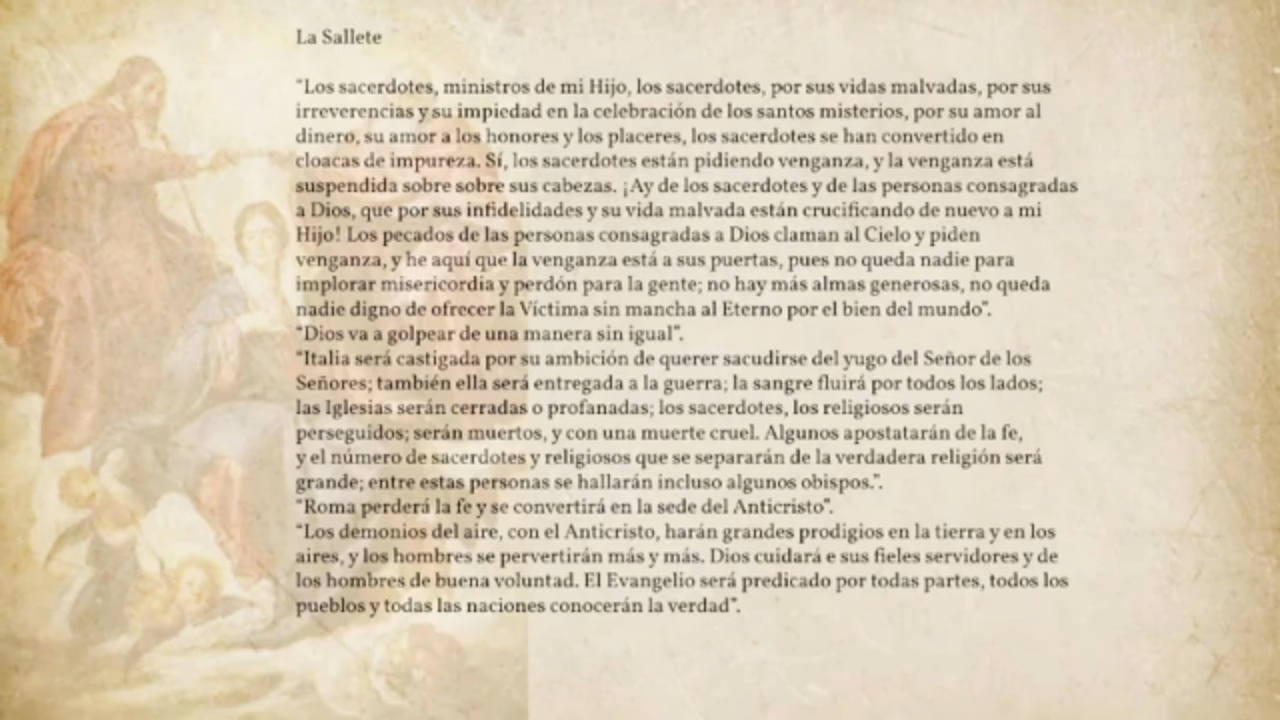 La Sallete
"Los sacerdotes, ministros de mi Hijo, los sacerdotes, por sus vidas malvadas, por sus
irreverencias y su impiedad en la celebración de los santos misterios, por su amor al
dinero, su amor a los honores y los placeres, los sacerdotes se han convertido en
cloacas de impureza. Sí, los sacerdotes están pidiendo venganza, y la venganza está
suspendida sobre sobre sus cabezas. ¡Ay de los sacerdotes y de las personas consagradas
a Dios, que por sus infidelidades y su vida malvada están crucificando de nuevo a mi
Hijo! Los pecados de las personas consagradas a Dios claman al Cielo y piden
venganza, y he aquí que la venganza está a sus puertas, pues no queda nadie para
implorar misericordia y perdón para la gente; no hay más almas generosas, no queda
nadie digno de ofrecer la Víctima sin mancha al Eterno por el bien del mundo".
"Dios va a golpear de una manera sin igual".
"Italia será castigada por su ambición de querer sacudirse del yugo del Señor de los
Señores; también ella será entregada a la guerra; la sangre fluirá por todos los lados;
las Iglesias serán cerradas o profanadas; los sacerdotes, los religiosos serán
perseguidos; serán muertos, y con una muerte cruel. Algunos apostatarán de la fe,
y el número de sacerdotes y religiosos que se separarán de la verdadera religión será
grande; entre estas personas se hallarán incluso algunos obispos.".
"Roma perderá la fe y se convertirá en la sede del Anticristo".
"Los demonios del aire, con el Anticristo, harán grandes prodigios en la tierra y en los
aires, y los hombres se pervertirán más y más. Dios cuidará e sus fieles servidores y de
los hombres de buena voluntad. El Evangelio será predicado por todas partes, todos los
pueblos y todas las naciones conocerán la verdad".